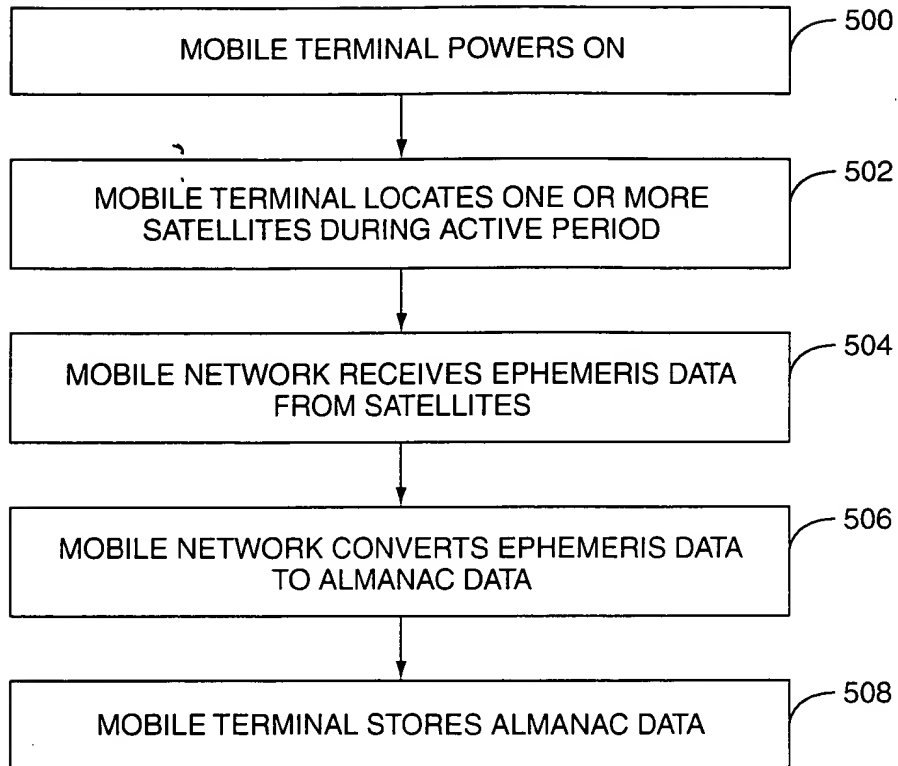 MOBILE TERMINAL POWERS ON
500
MOBILE TERMINAL LOCATES ONE OR MORE
SATELLITES DURING ACTIVE PERIOD
502
MOBILE NETWORK RECEIVES EPHEMERIS DATA
FROM SATELLITES
504
MOBILE NETWORK CONVERTS EPHEMERIS DATA
TO ALMANAC DATA
506
MOBILE TERMINAL STORES ALMANAC DATA
508